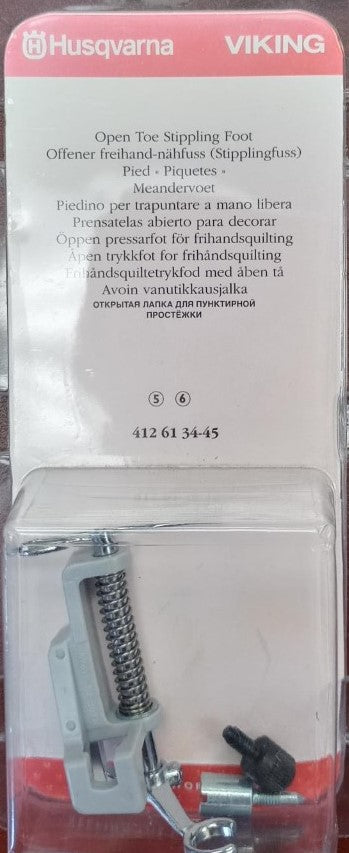 Husqvarna VIKING
Open Toe Stippling Foot
Offener freihand-nähfuss (Stipplingfuss)
Pied « Piquetes »
Meandervoet
Piedino per trapuntare a mano libera
Prensatelas abierto para decorar
Öppen pressarfot för frihandsquilting
Åpen trykkfot for frihåndsquilting
Frihåndsquiltetrykfod med åben tå
Avoin vanutikkausjalka
ОТКРЫТАЯ ЛАПКА ДЛЯ ПУНКТИРНОЙ
ПРОСТЁЖКИ
5 6
412 61 34-45